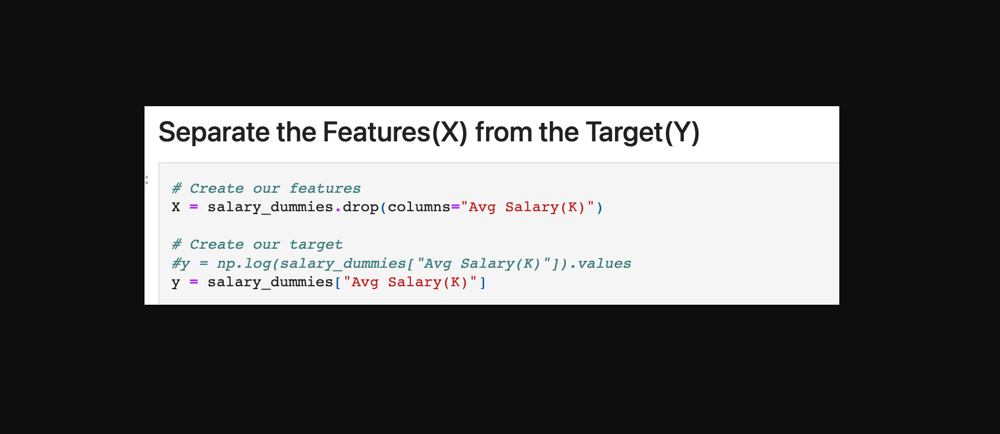 Separate the Features(X) from the Target(Y)
:
# Create our features
X = salary_dummies.drop(columns="Avg Salary(K)")
# Create our target
#y = np.log(salary_dummies["Avg Salary(K)"]).values
y = salary_dummies["Avg Salary(K)"]